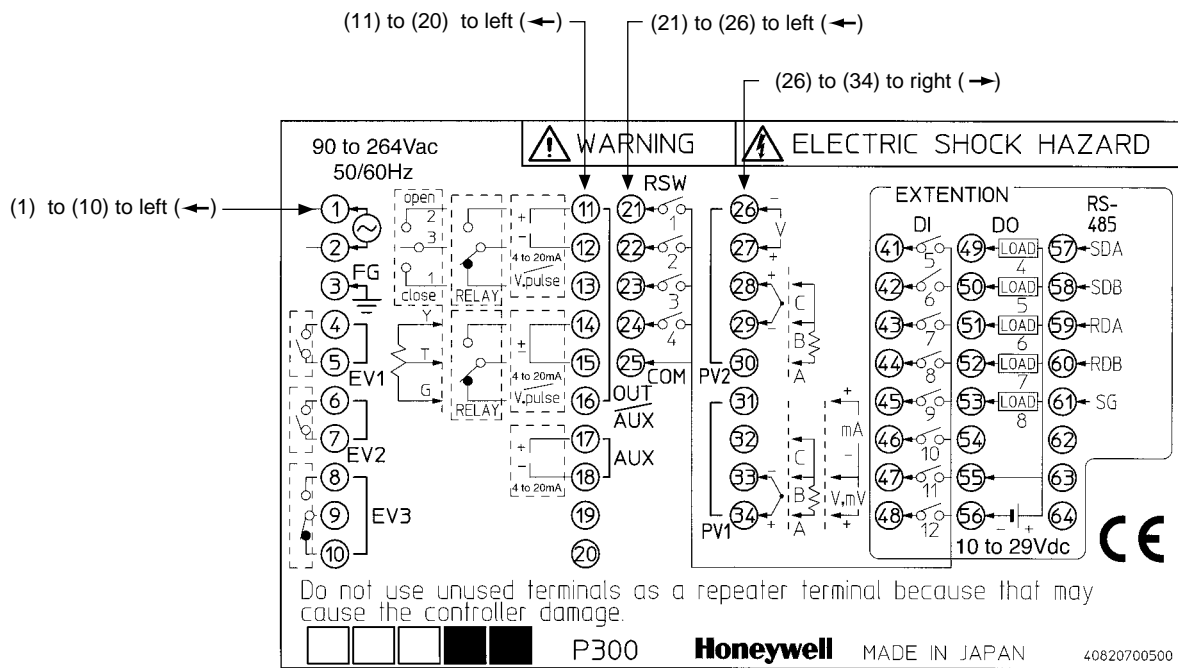 (11) to (20) to left (←)
(21) to (26) to left (←)
(26) to (34) to right (→)
(1) to (10) to left (←)
90 to 264Vac
50/60Hz
WARNING
ELECTRIC SHOCK HAZARD
RSW
EXTENTION
DI
DO
RS-
485
1
2
3
4
5
6
7
8
9
10
FG
EV1
EV2
EV3
open
2
3
1
close
Y
T
G
RELAY
RELAY
+
-
4 to 20mA
V.pulse
+
-
4 to 20mA
V.pulse
+
-
4 to 20mA
11
12
13
14
15
16
17
18
19
20
OUT
AUX
AUX
21
22
23
24
25
1
2
3
4
COM
26
27
28
29
30
31
32
33
34
PV2
PV1
-
V
+
+
-
C
B
A
-
+
C
B
A
+
mA
-
V,mV
+
41
42
43
44
45
46
47
48
5
6
7
8
9
10
11
12
49
50
51
52
53
54
55
56
LOAD
4
LOAD
5
LOAD
6
LOAD
7
LOAD
8
- +
10 to 29Vdc
57
58
59
60
61
62
63
64
SDA
SDB
RDA
RDB
SG
CE
Do not use unused terminals as a repeater terminal because that may
cause the controller damage.
P300 Honeywell MADE IN JAPAN 40820700500